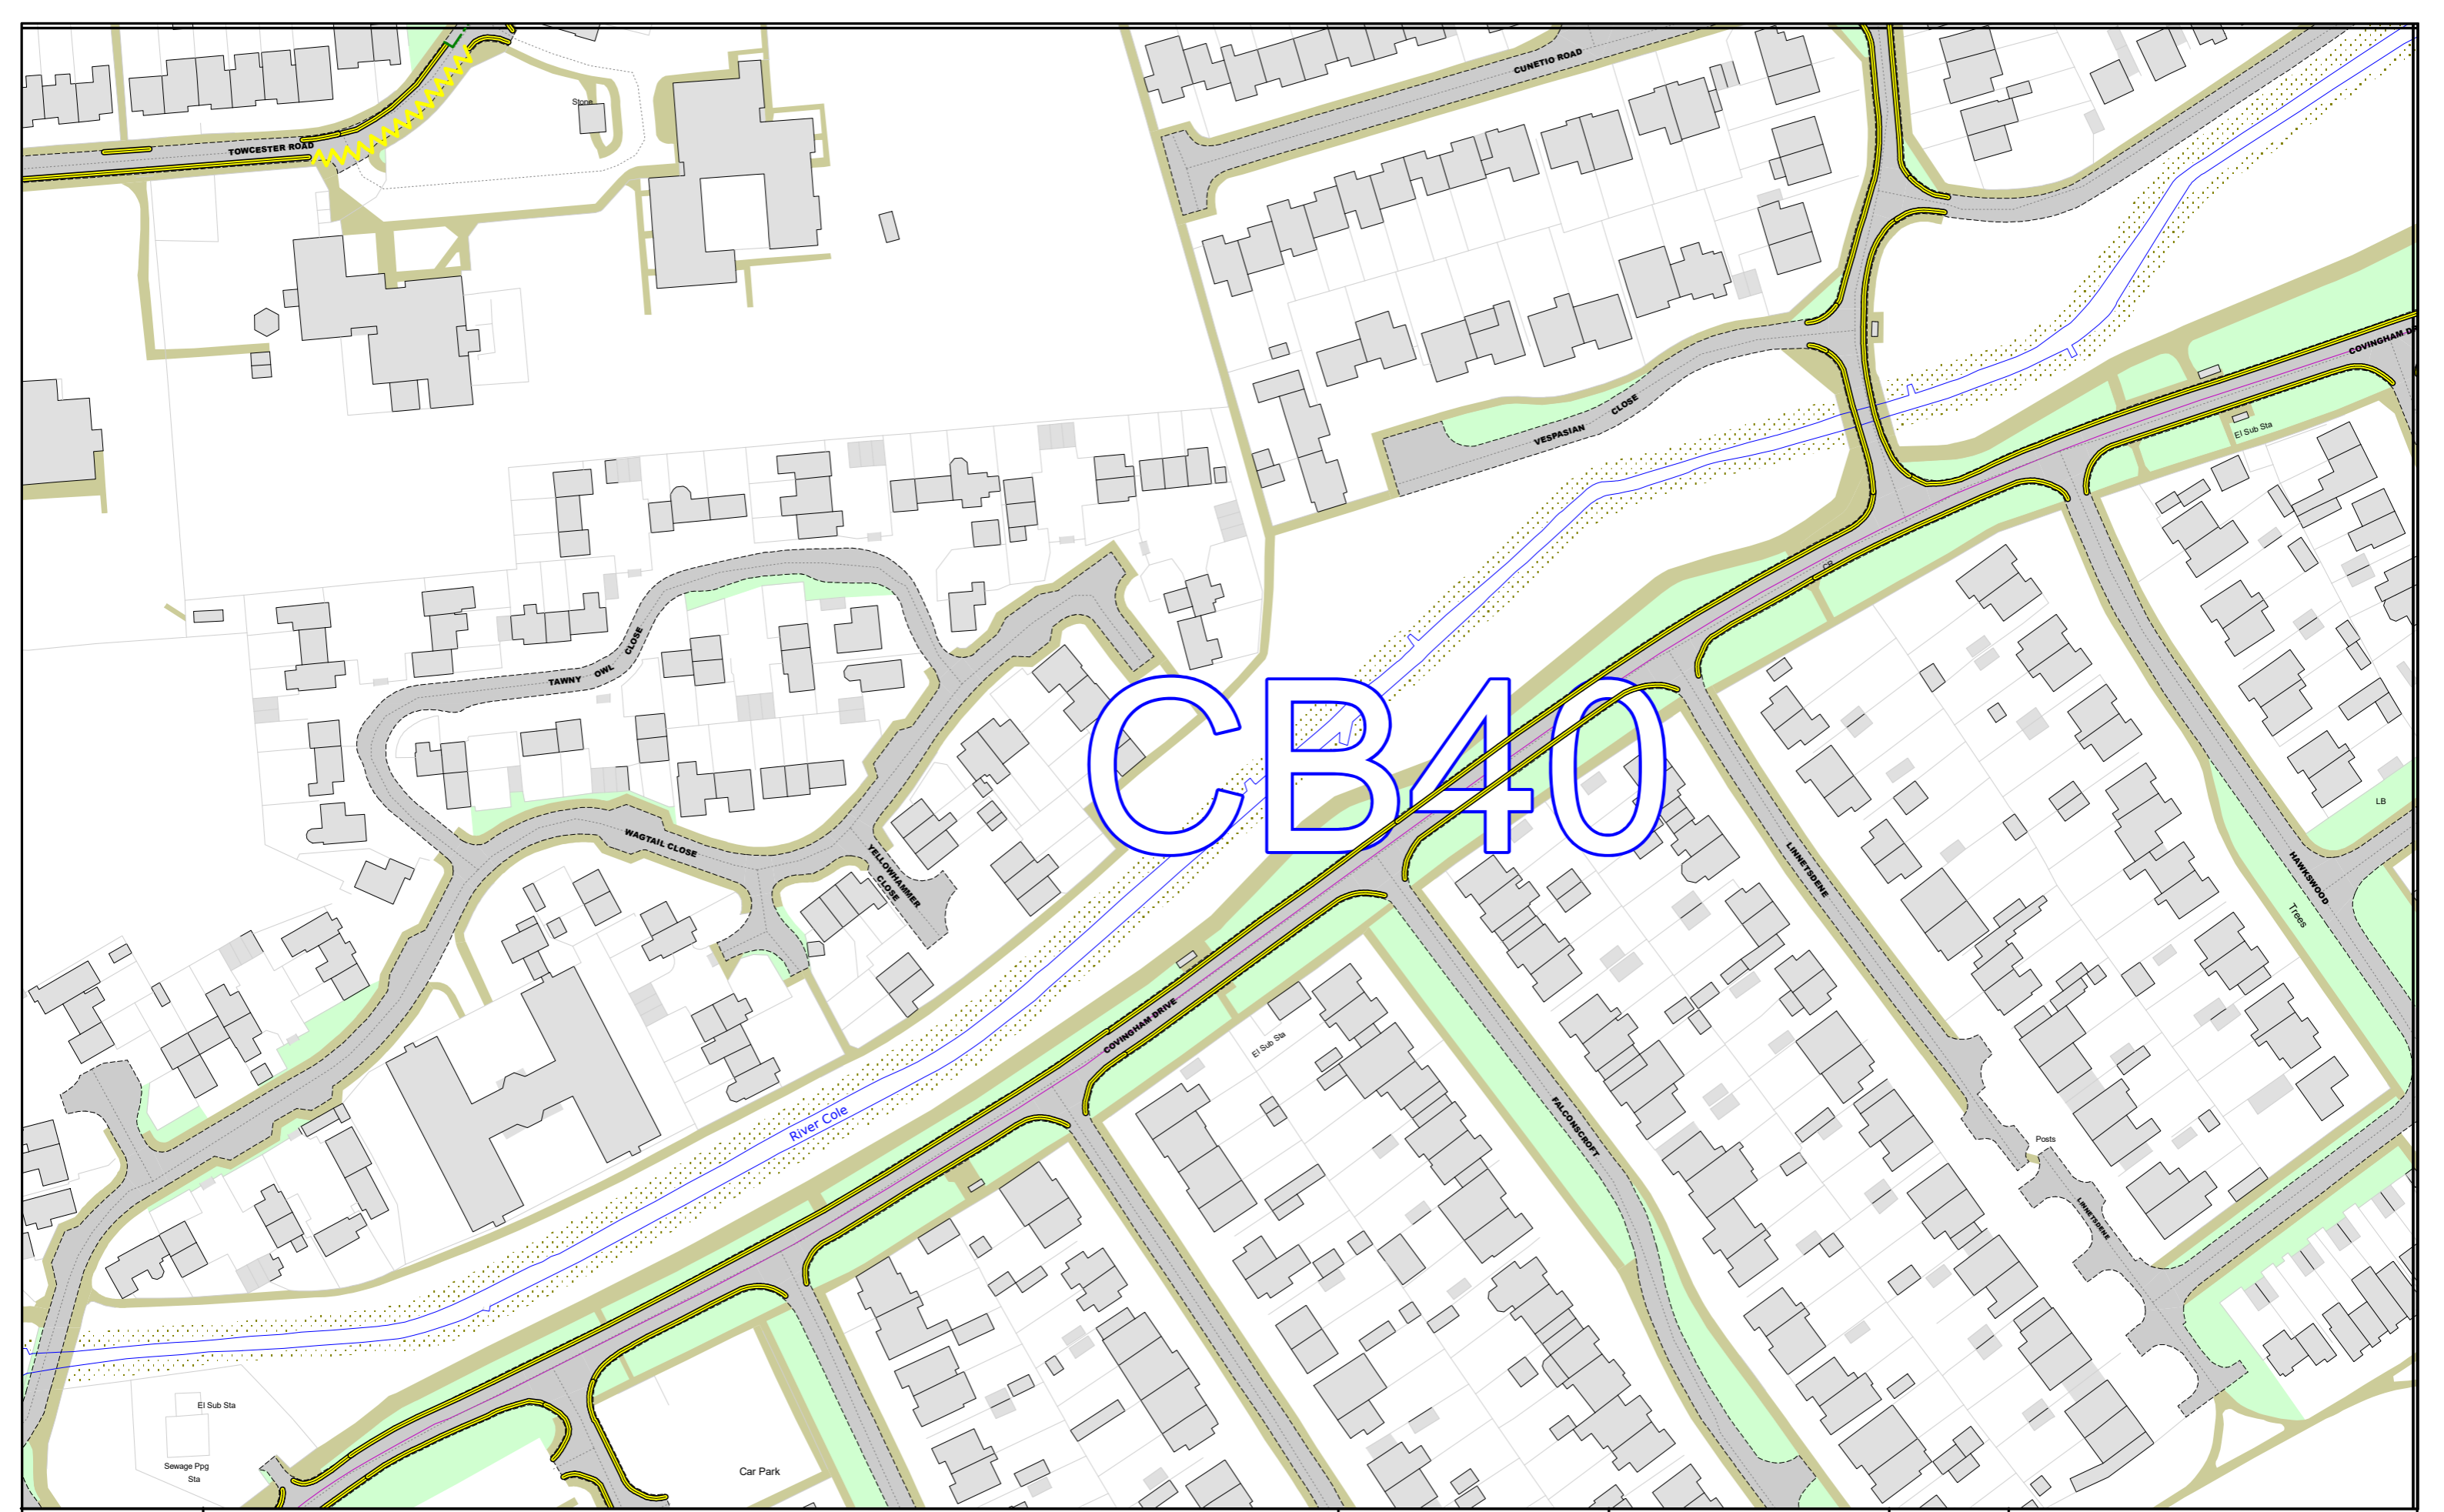 CUNETIO ROAD
Stone
TOWCESTER ROAD
COVINGHAM D
VESPASIAN
CLOSE
El Sub Sta
CR
TAWNY
OWL
CLOSE
CB40
LB
WAGTAIL CLOSE
YELLOWHAMMER
CLOSE
LINNETSDENE
HAWKSWOOD
Trees
COVINGHAM DRIVE
El Sub Sta
River Cole
FALCONSCROFT
Posts
LINNETSDENE
El Sub Sta
Sewage Ppg
Sta
Car Park